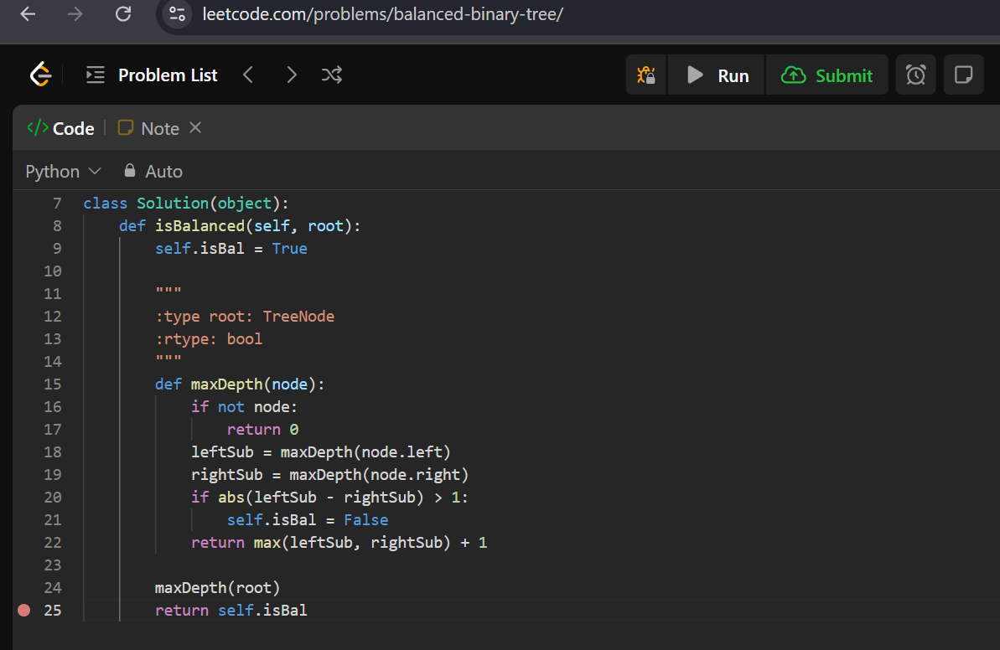 leetcode.com/problems/balanced-binary-tree/
Problem List Run Submit
</> Code Note
Python Auto
7 class Solution(object):
8     def isBalanced(self, root):
9         self.isBal = True
10
11         """
12         :type root: TreeNode
13         :rtype: bool
14         """
15         def maxDepth(node):
16             if not node:
17                 return 0
18             leftSub = maxDepth(node.left)
19             rightSub = maxDepth(node.right)
20             if abs(leftSub - rightSub) > 1:
21                 self.isBal = False
22             return max(leftSub, rightSub) + 1
23
24         maxDepth(root)
25         return self.isBal